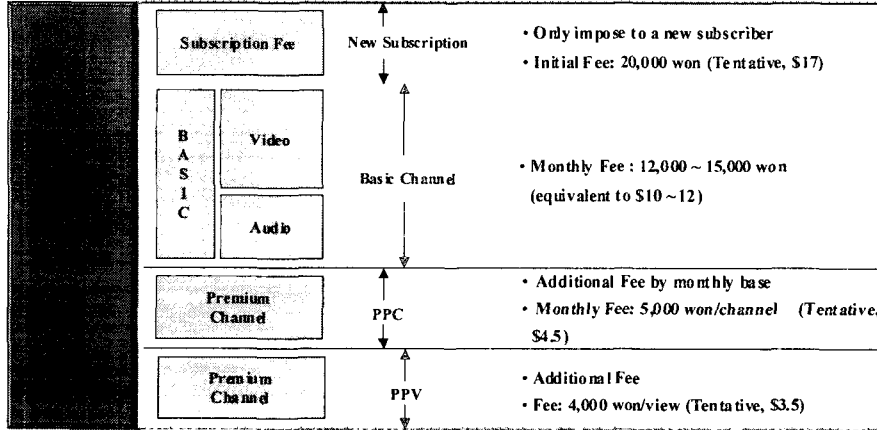 Subscription Fee
New Subscription
• Only impose to a new subscriber
• Initial Fee: 20,000 won (Tentative, $17)
BASIC
Video
Audio
Basic Channel
• Monthly Fee : 12,000 ~ 15,000 won
(equivalent to $10 ~ 12)
Premium
Channel
PPC
• Additional Fee by monthly base
• Monthly Fee: 5,000 won/channel (Tentative,
$4.5)
Premium
Channel
PPV
• Additional Fee
• Fee: 4,000 won/view (Tentative, $3.5)